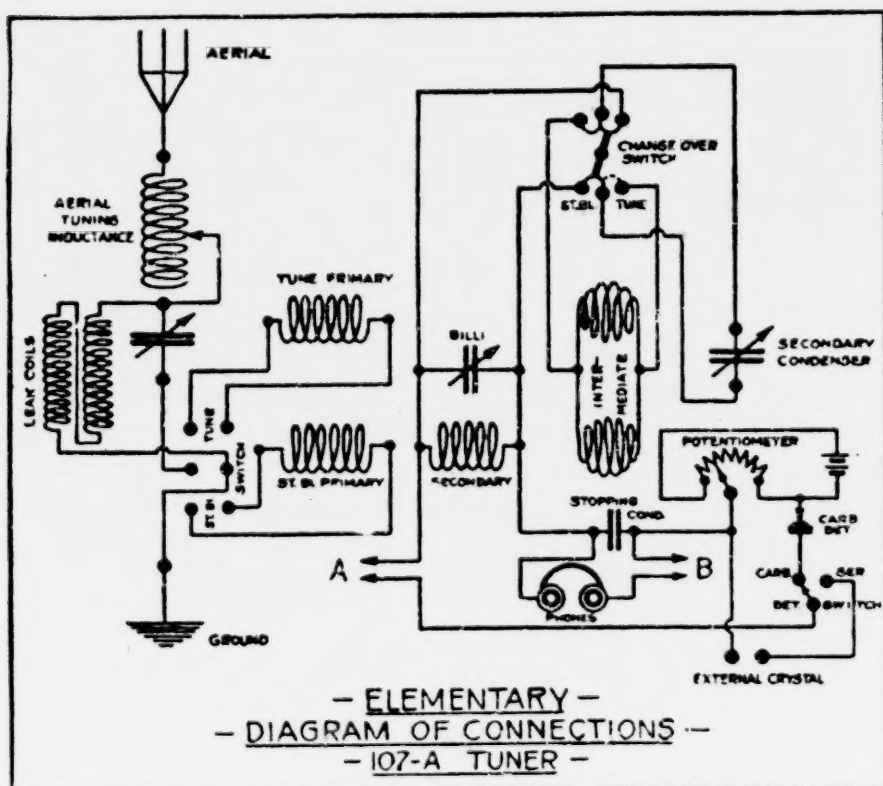 AERIAL
AERIAL
TUNING
INDUCTANCE
LEAK COILS
TUNE PRIMARY
TUNE
SWITCH
ST.BI
ST.BI. PRIMARY
BILLI
SECONDARY
CHANGE OVER
SWITCH
ST.BI.
TUNE
INTER-
MEDIATE
SECONDARY
CONDENSER
POTENTIOMETER
STOPPING
COND.
CARB
DET.
A
B
PHONES
CARB
SER
DET. SWITCH
GROUND
EXTERNAL CRYSTAL
- ELEMENTARY -
- DIAGRAM OF CONNECTIONS -
- 107-A TUNER -